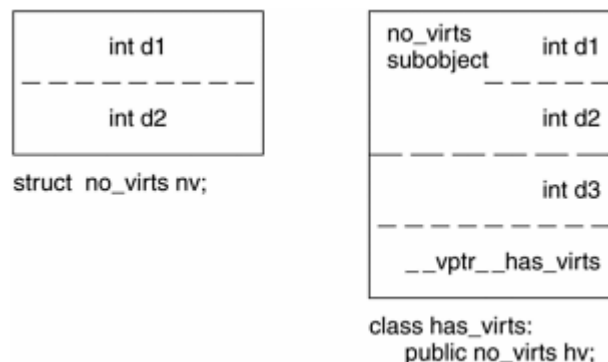 int d1
int d2
struct no_virts nv;
no_virts
subobject
int d1
int d2
int d3
__vptr__has_virts
class has_virts:
public no_virts hv;